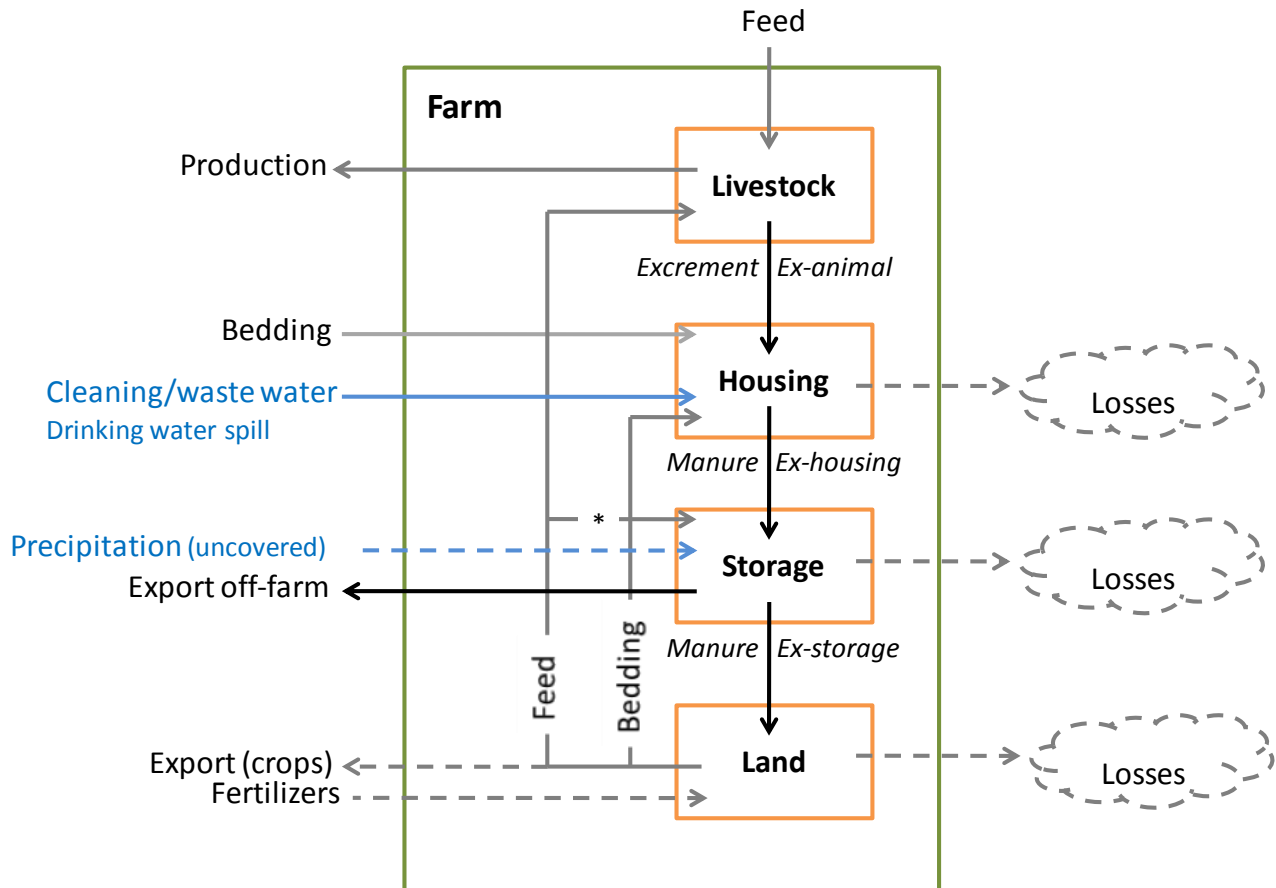 Feed
Farm
Production
Livestock
Excrement Ex-animal
Bedding
Housing
Cleaning/waste water
Drinking water spill
Losses
Manure Ex-housing
*
Precipitation (uncovered)
Storage
Losses
Export off-farm
Manure Ex-storage
Feed
Bedding
Export (crops)
Land
Losses
Fertilizers